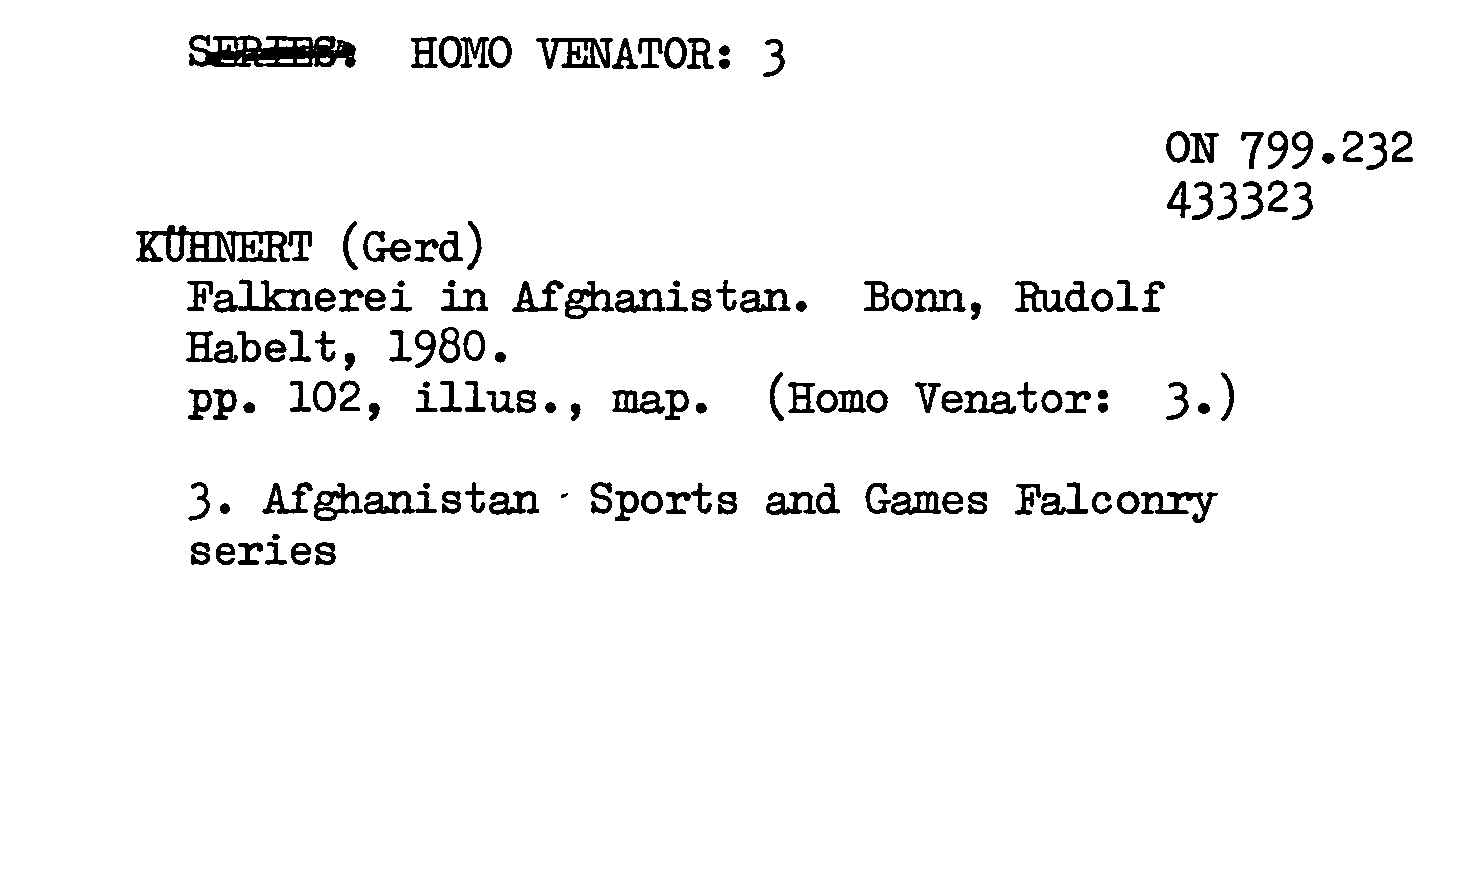 SERIES: HOMO VENATOR: 3
ON 799.232
433323
KÜHNERT (Gerd)
Falknerei in Afghanistan. Bonn, Rudolf
Habelt, 1980.
pp. 102, illus., map. (Homo Venator: 3.)
3. Afghanistan - Sports and Games Falconry
series